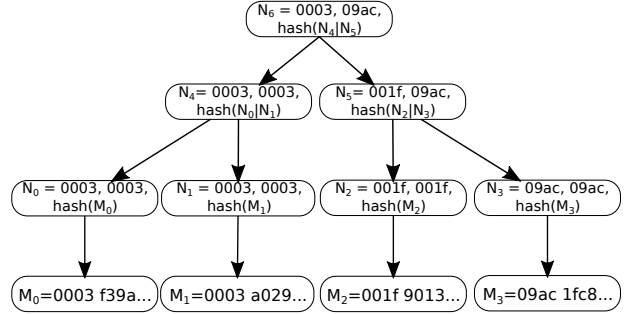 N₆ = 0003, 09ac,
hash(N₄|N₅)
N₄= 0003, 0003,
hash(N₀|N₁)
N₅= 001f, 09ac,
hash(N₂|N₃)
N₀ = 0003, 0003,
hash(M₀)
N₁ = 0003, 0003,
hash(M₁)
N₂ = 001f, 001f,
hash(M₂)
N₃ = 09ac, 09ac,
hash(M₃)
M₀=0003 f39a...
M₁=0003 a029...
M₂=001f 9013...
M₃=09ac 1fc8...